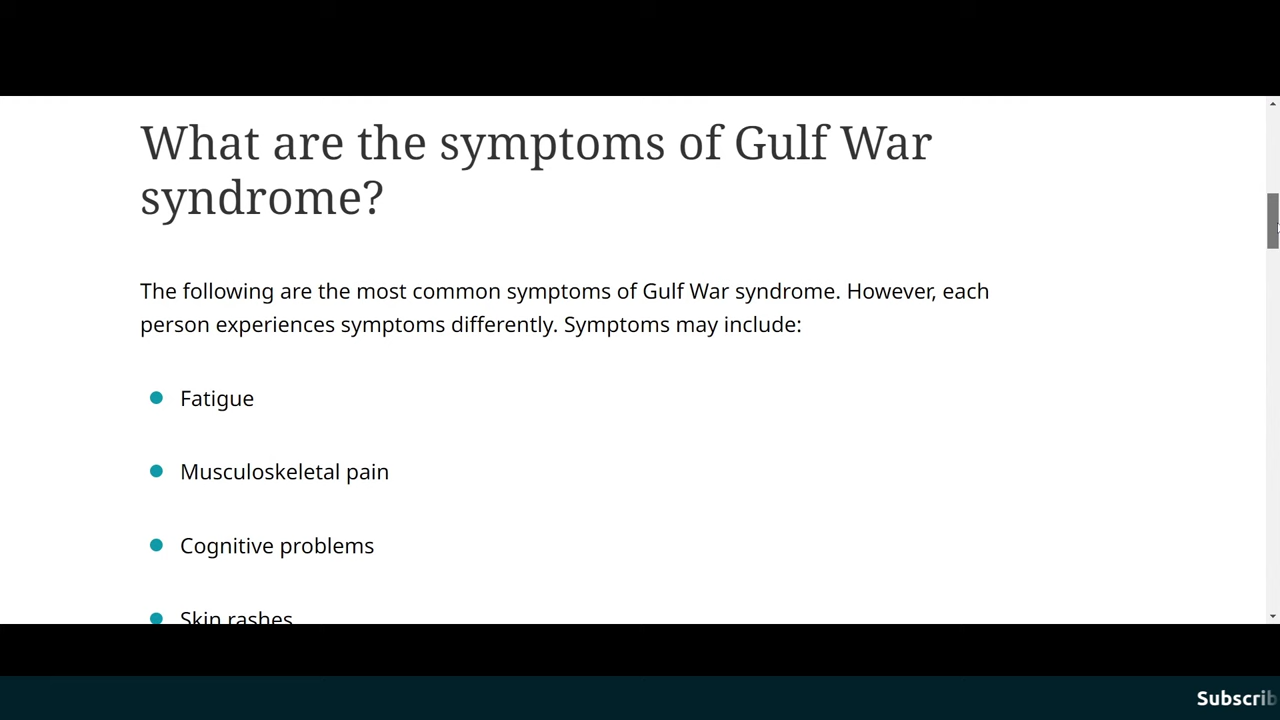 What are the symptoms of Gulf War
syndrome?
The following are the most common symptoms of Gulf War syndrome. However, each
person experiences symptoms differently. Symptoms may include:
Fatigue
Musculoskeletal pain
Cognitive problems
Skin rashes
Subscrib